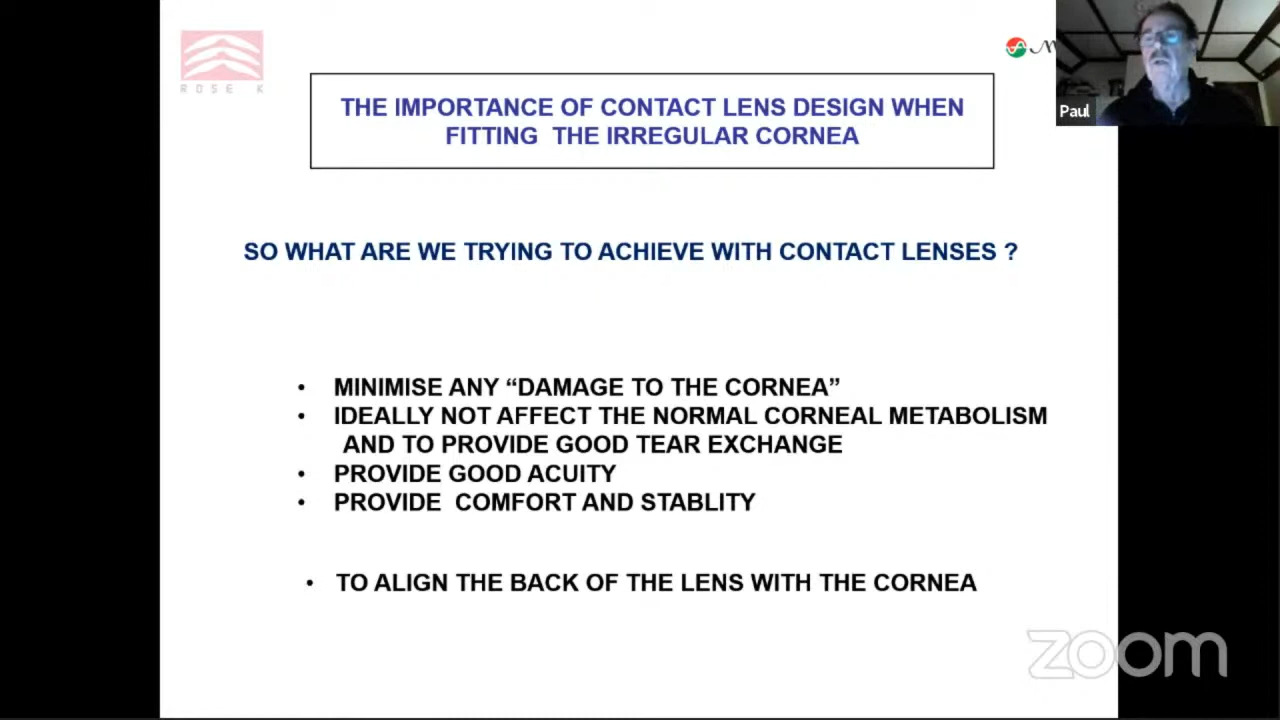 ROSE K
Paul
THE IMPORTANCE OF CONTACT LENS DESIGN WHEN
FITTING THE IRREGULAR CORNEA
SO WHAT ARE WE TRYING TO ACHIEVE WITH CONTACT LENSES ?
• MINIMISE ANY “DAMAGE TO THE CORNEA”
• IDEALLY NOT AFFECT THE NORMAL CORNEAL METABOLISM
AND TO PROVIDE GOOD TEAR EXCHANGE
• PROVIDE GOOD ACUITY
• PROVIDE COMFORT AND STABLITY
• TO ALIGN THE BACK OF THE LENS WITH THE CORNEA
zoom